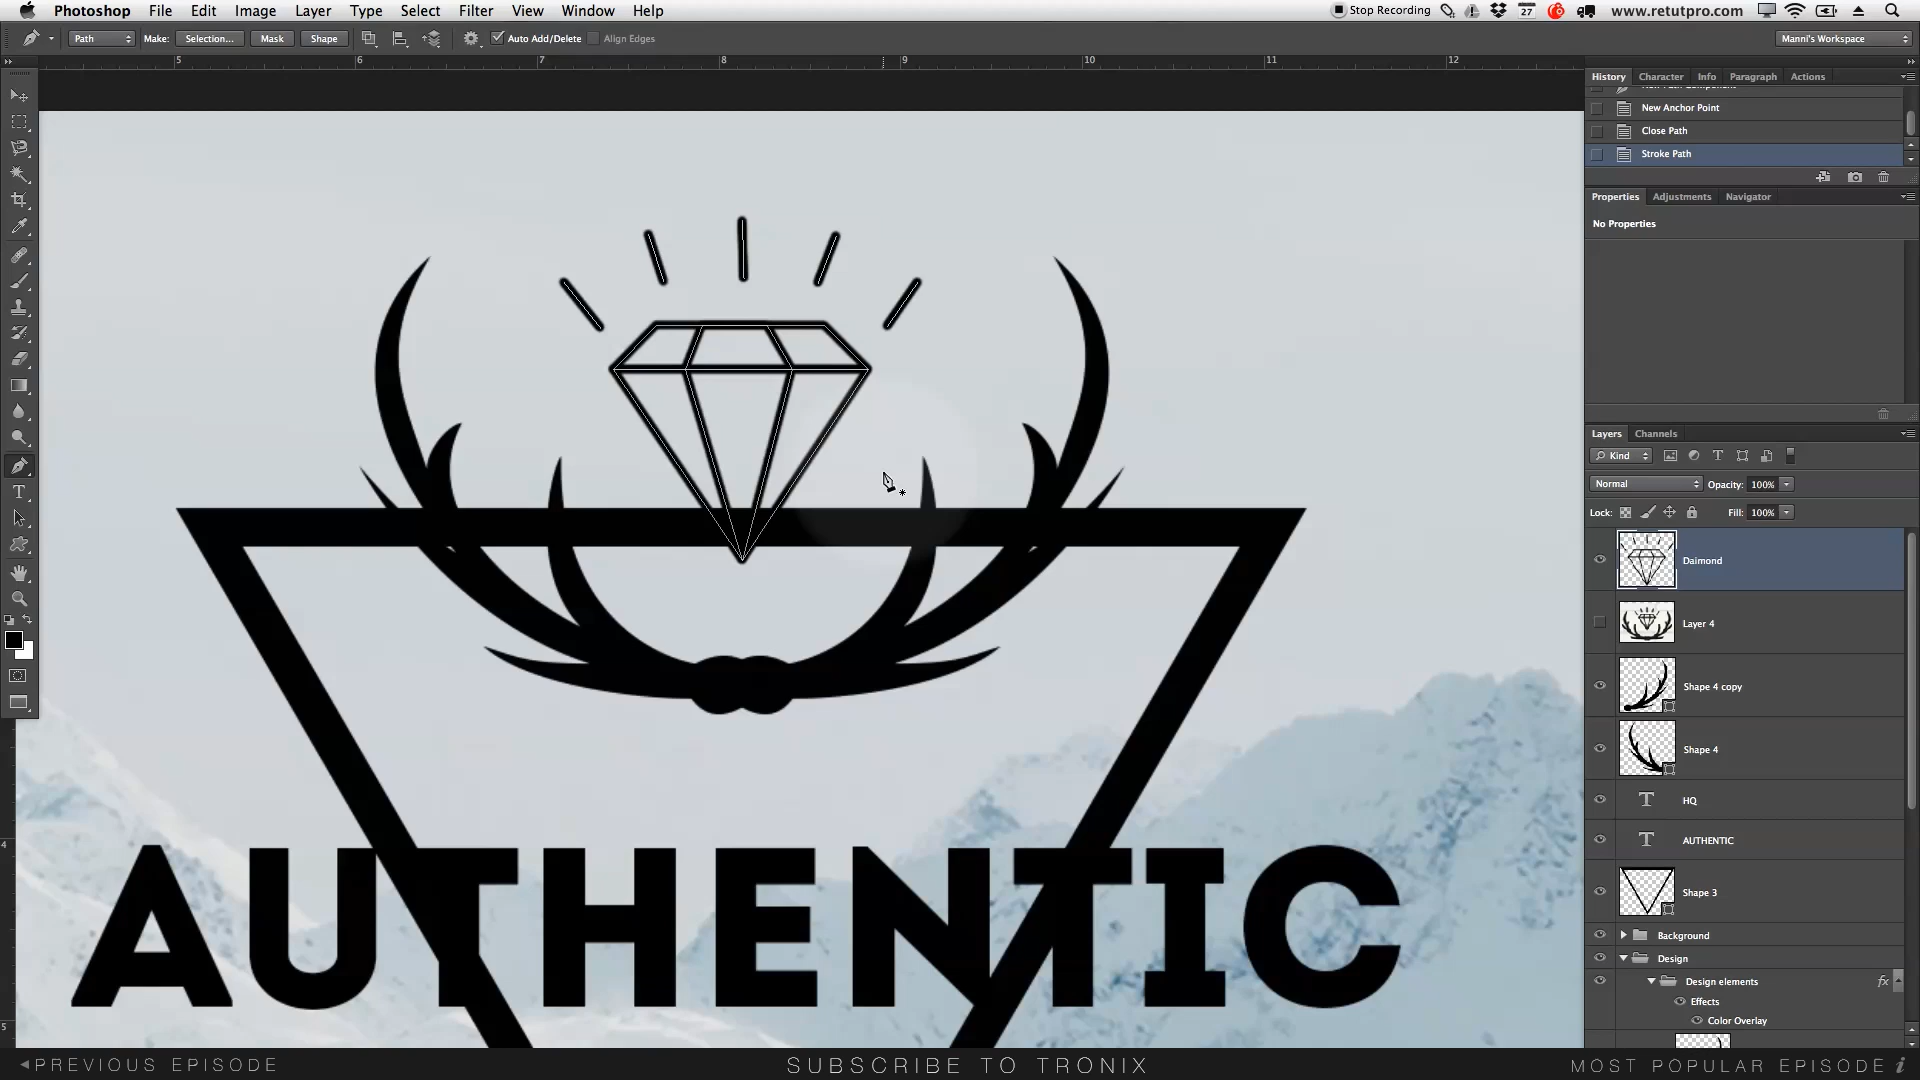 Photoshop File Edit Image Layer Type Select Filter View Window Help Stop Recording 27 www.retutpro.com
Path Make: Selection... Mask Shape Auto Add/Delete Align Edges Manni's Workspace
5 6 7 8 9 10 11 12
History Character Info Paragraph Actions
New Anchor Point
Close Path
Stroke Path
Properties Adjustments Navigator
No Properties
Layers Channels
Kind
Normal Opacity: 100%
Lock: Fill: 100%
Daimond
Layer 4
Shape 4 copy
Shape 4
T HQ
T AUTHENTIC
Shape 3
Background
Design
Design elements fx
Effects
Color Overlay
4
5
AUTHENTIC
PREVIOUS EPISODE SUBSCRIBE TO TRONIX MOST POPULAR EPISODE i